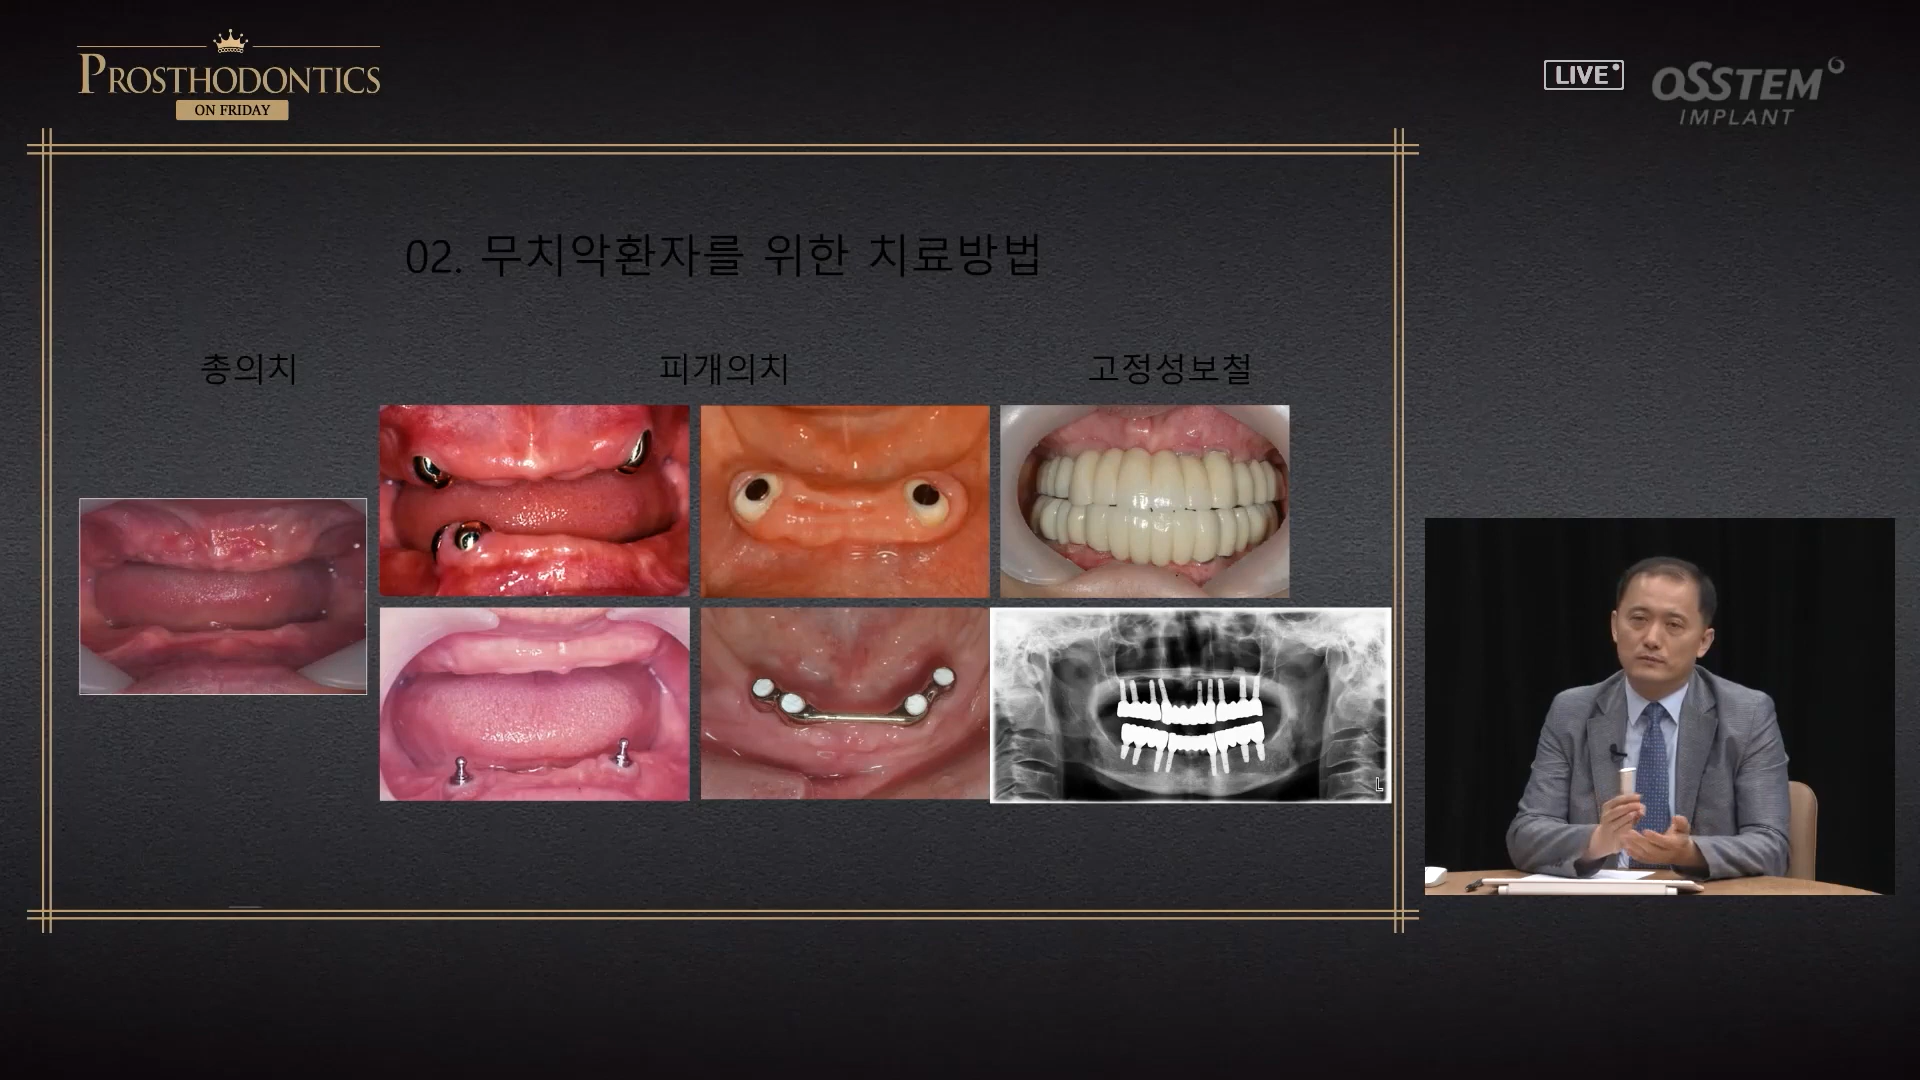 PROSTHODONTICS
ON FRIDAY
LIVE
OSSTEM
IMPLANT
02. 무치악환자를 위한 치료방법
총의치
피개의치
고정성보철
L